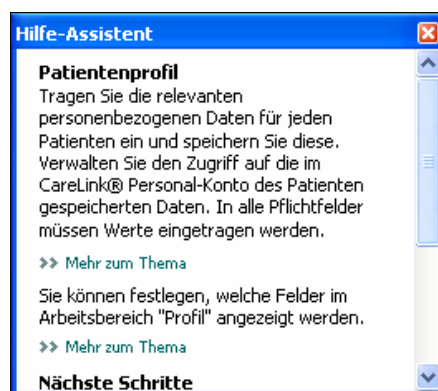 Hilfe-Assistent
Patientenprofil
Tragen Sie die relevanten
personenbezogenen Daten für jeden
Patienten ein und speichern Sie diese.
Verwalten Sie den Zugriff auf die im
CareLink® Personal-Konto des Patienten
gespeicherten Daten. In alle Pflichtfelder
müssen Werte eingetragen werden.
>> Mehr zum Thema
Sie können festlegen, welche Felder im
Arbeitsbereich "Profil" angezeigt werden.
>> Mehr zum Thema
Nächste Schritte